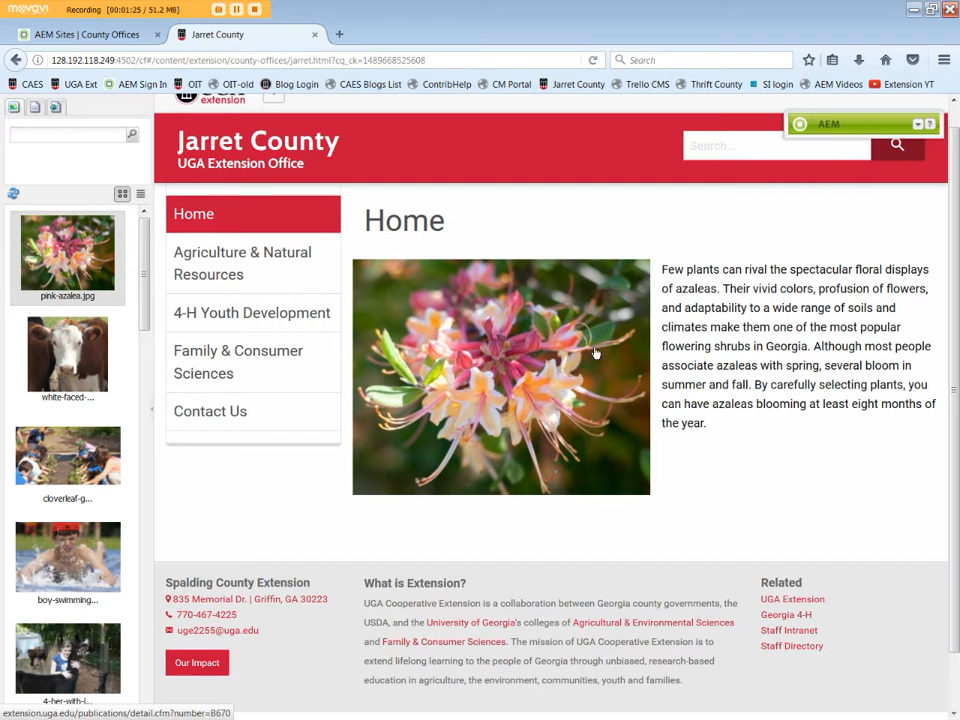 movavi Recording [00:01:25 / 51.2 MB]
AEM Sites | County Offices × Jarret County × +
128.192.118.249:4502/cf#/content/extension/county-offices/jarret.html?cq_ck=1489668525608 Search
CAES UGA Ext AEM Sign In OIT OIT-old Blog Login CAES Blogs List ContribHelp CM Portal Jarret County Trello CMS Thrift County SI login AEM Videos Extension YT
extension
AEM ?
Jarret County
UGA Extension Office
Search...
Home
Agriculture & Natural
Resources
4-H Youth Development
Family & Consumer
Sciences
Contact Us
pink-azalea.jpg
white-faced-...
cloverleaf-g...
boy-swimming...
4-her-with-l...
Home
Few plants can rival the spectacular floral displays
of azaleas. Their vivid colors, profusion of flowers,
and adaptability to a wide range of soils and
climates make them one of the most popular
flowering shrubs in Georgia. Although most people
associate azaleas with spring, several bloom in
summer and fall. By carefully selecting plants, you
can have azaleas blooming at least eight months of
the year.
Spalding County Extension
835 Memorial Dr. | Griffin, GA 30223
770-467-4225
uge2255@uga.edu
Our Impact
What is Extension?
UGA Cooperative Extension is a collaboration between Georgia county governments, the
USDA, and the University of Georgia's colleges of Agricultural & Environmental Sciences
and Family & Consumer Sciences. The mission of UGA Cooperative Extension is to
extend lifelong learning to the people of Georgia through unbiased, research-based
education in agriculture, the environment, communities, youth and families.
Related
UGA Extension
Georgia 4-H
Staff Intranet
Staff Directory
extension.uga.edu/publications/detail.cfm?number=B670